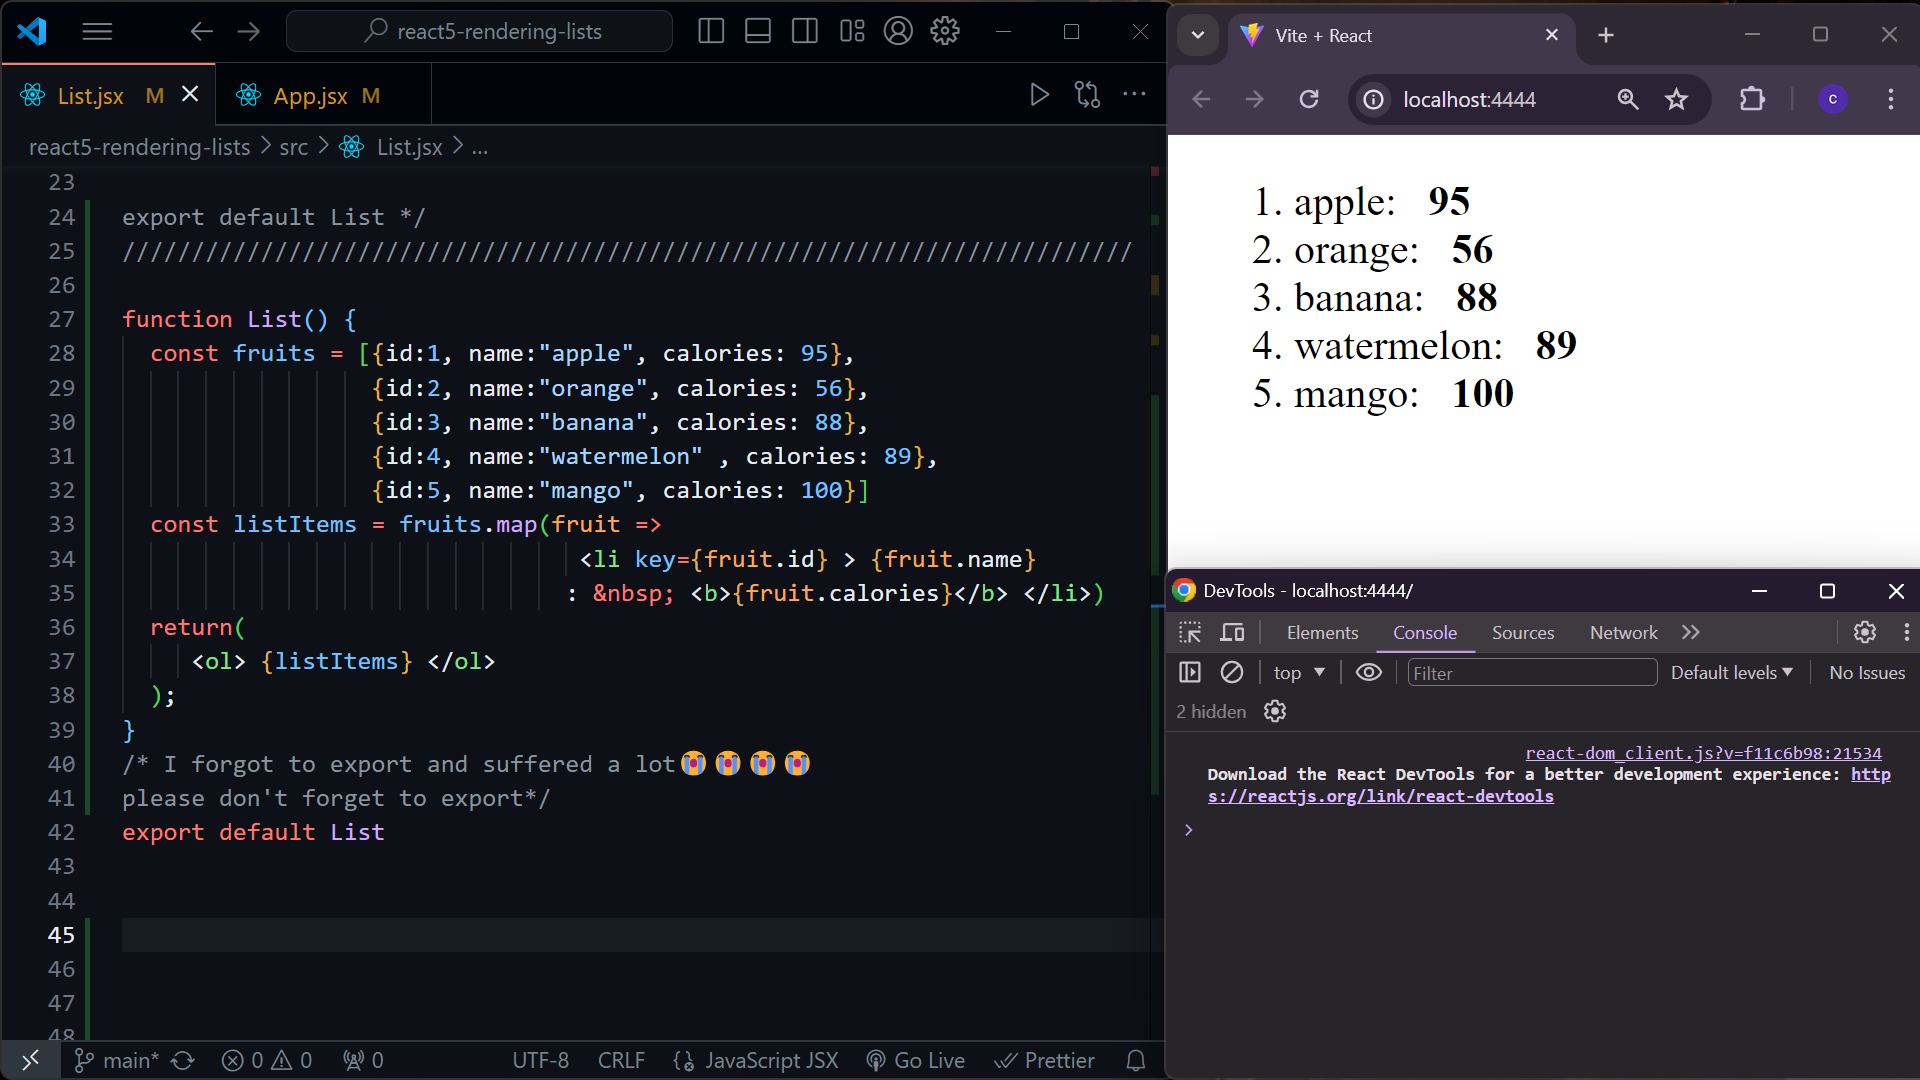 react5-rendering-lists
List.jsx M
App.jsx M
react5-rendering-lists > src > List.jsx > ...
23
24 export default List */
25 /////////////////////////////////////////////////////////////////////////
26
27 function List() {
28 const fruits = [{id:1, name:"apple", calories: 95},
29 {id:2, name:"orange", calories: 56},
30 {id:3, name:"banana", calories: 88},
31 {id:4, name:"watermelon" , calories: 89},
32 {id:5, name:"mango", calories: 100}]
33 const listItems = fruits.map(fruit =>
34 <li key={fruit.id} > {fruit.name}
35 : &nbsp; <b>{fruit.calories}</b> </li>)
36 return(
37 <ol> {listItems} </ol>
38 );
39 }
40 /* I forgot to export and suffered a lot😭😭😭😭
41 please don't forget to export*/
42 export default List
43
44
45
46
47
48
main* 0 0 0 UTF-8 CRLF JavaScript JSX Go Live Prettier
Vite + React
localhost:4444
c
1. apple: 95
2. orange: 56
3. banana: 88
4. watermelon: 89
5. mango: 100
DevTools - localhost:4444/
Elements Console Sources Network
top Filter Default levels No Issues
2 hidden
react-dom_client.js?v=f11c6b98:21534
Download the React DevTools for a better development experience: http
s://reactjs.org/link/react-devtools